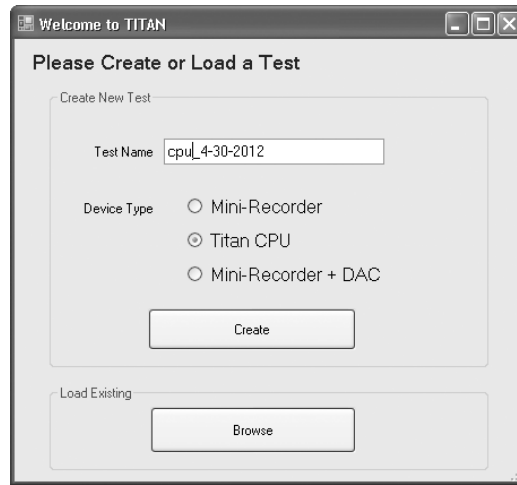 Welcome to TITAN
Please Create or Load a Test
Create New Test
Test Name cpu_4-30-2012
Device Type Mini-Recorder
Titan CPU
Mini-Recorder + DAC
Create
Load Existing
Browse